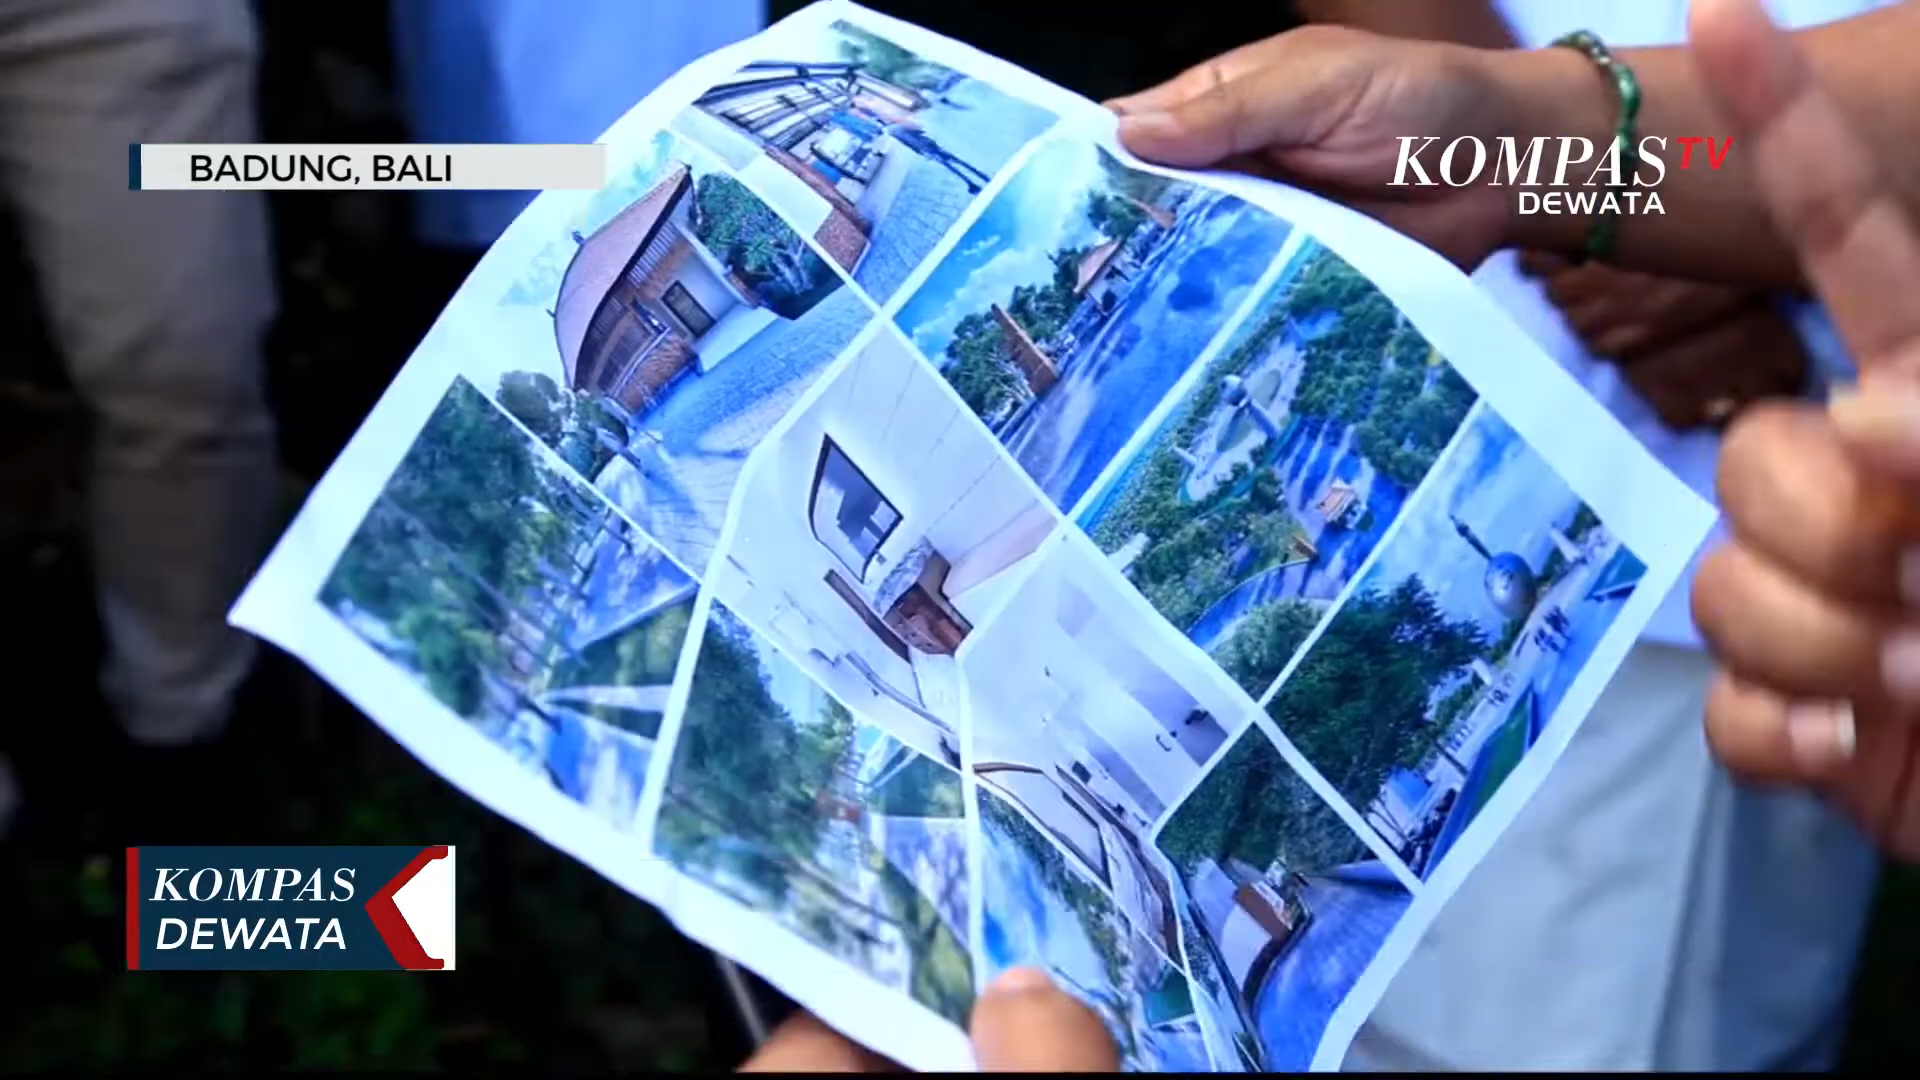 BADUNG, BALI
KOMPAS TV
DEWATA
KOMPAS
DEWATA